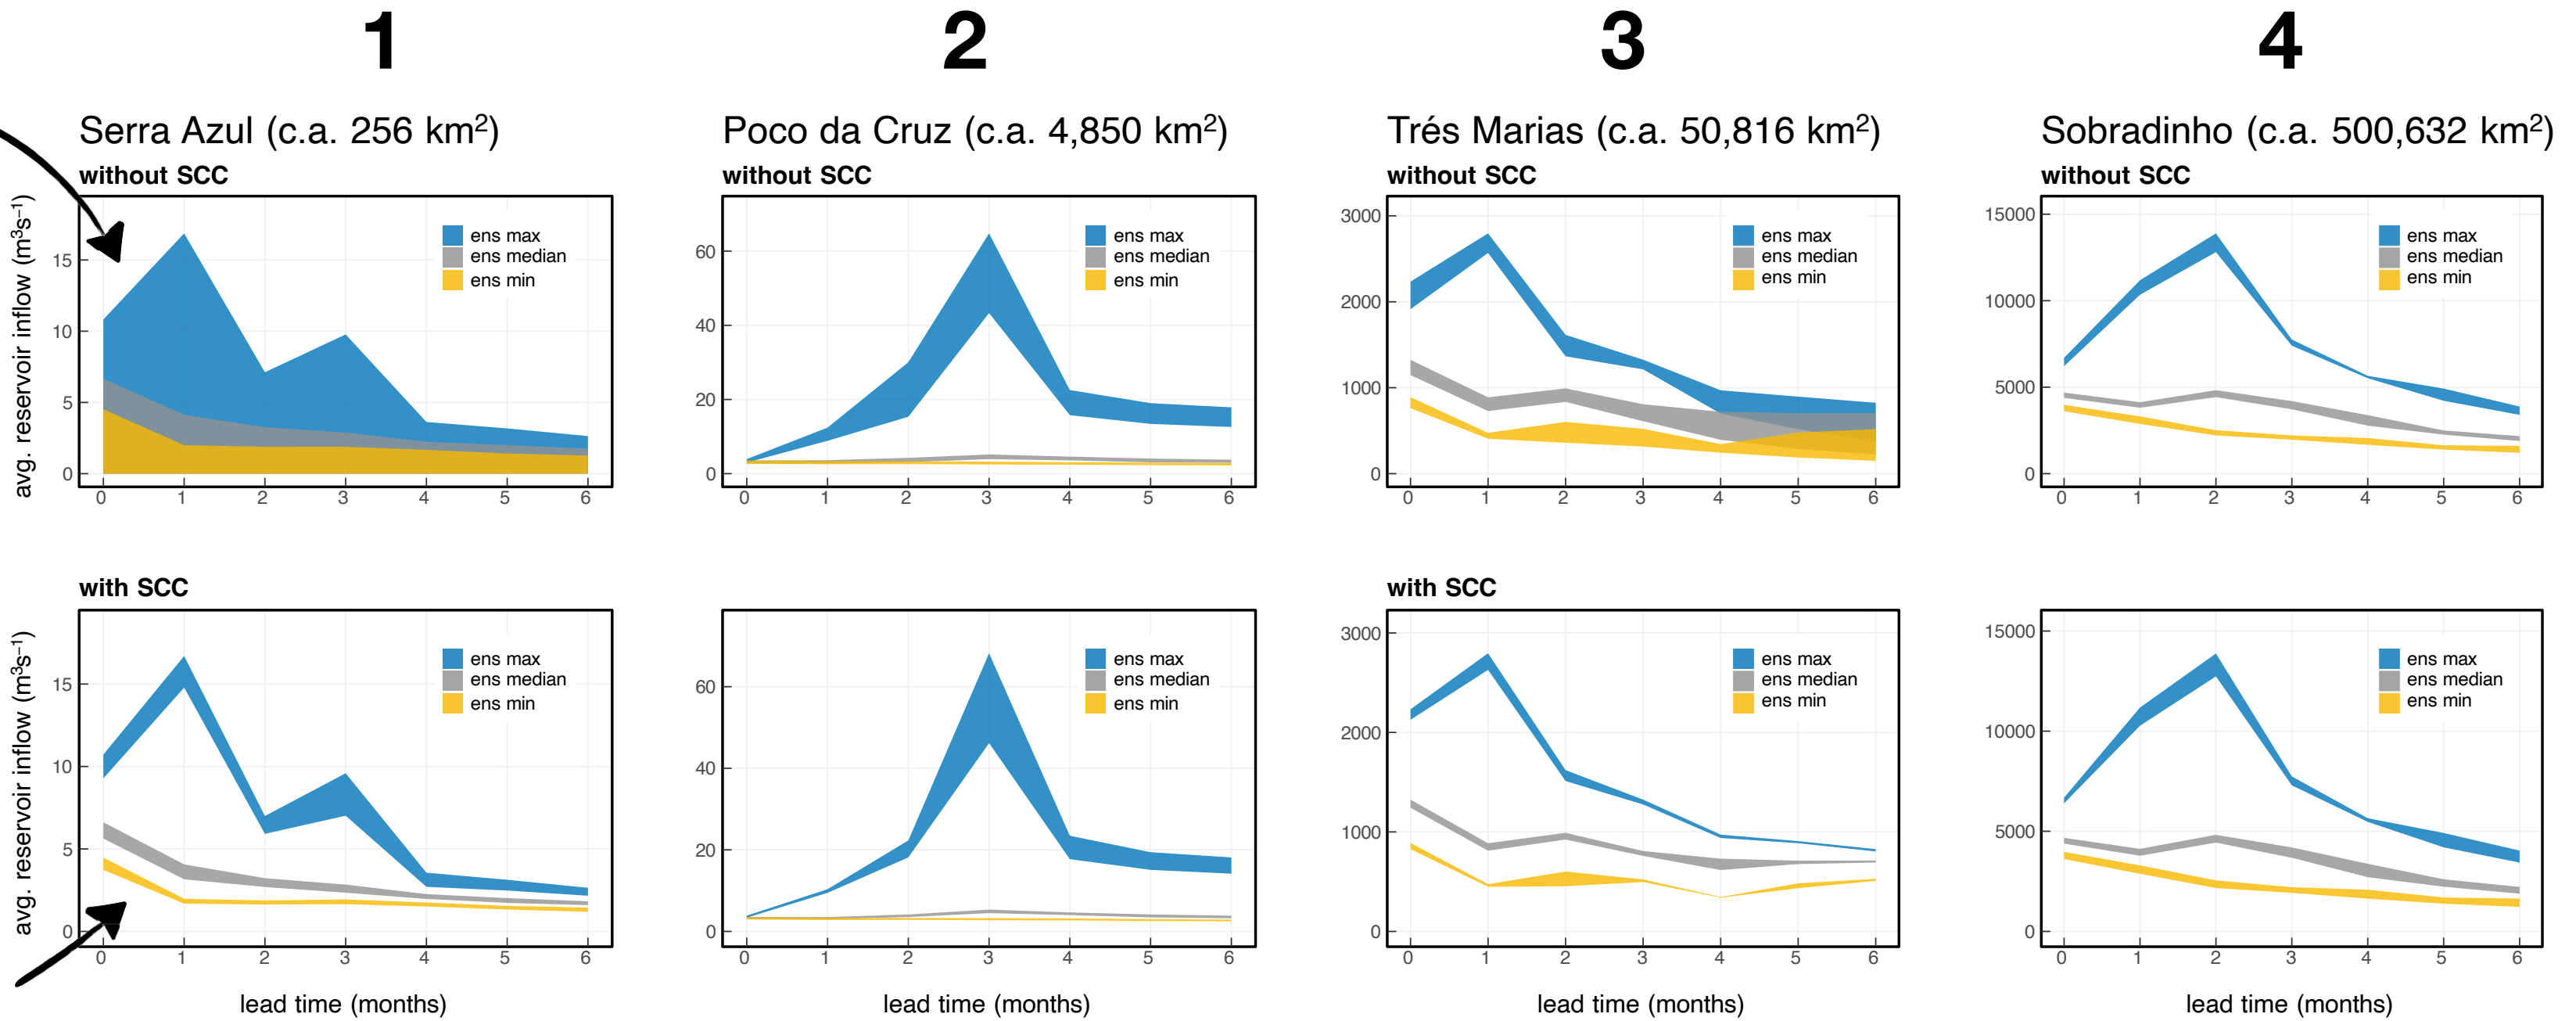 1
2
3
4
Serra Azul (c.a. 256 km²)
Poco da Cruz (c.a. 4,850 km²)
Trés Marias (c.a. 50,816 km²)
Sobradinho (c.a. 500,632 km²)
without SCC
without SCC
without SCC
without SCC
avg. reservoir inflow (m³s⁻¹)
15
10
5
0
0 1 2 3 4 5 6
ens max
ens median
ens min
60
40
20
0
0 1 2 3 4 5 6
ens max
ens median
ens min
3000
2000
1000
0
0 1 2 3 4 5 6
ens max
ens median
ens min
15000
10000
5000
0
0 1 2 3 4 5 6
ens max
ens median
ens min
with SCC
with SCC
avg. reservoir inflow (m³s⁻¹)
15
10
5
0
0 1 2 3 4 5 6
ens max
ens median
ens min
lead time (months)
60
40
20
0
0 1 2 3 4 5 6
ens max
ens median
ens min
lead time (months)
3000
2000
1000
0
0 1 2 3 4 5 6
ens max
ens median
ens min
lead time (months)
15000
10000
5000
0
0 1 2 3 4 5 6
ens max
ens median
ens min
lead time (months)